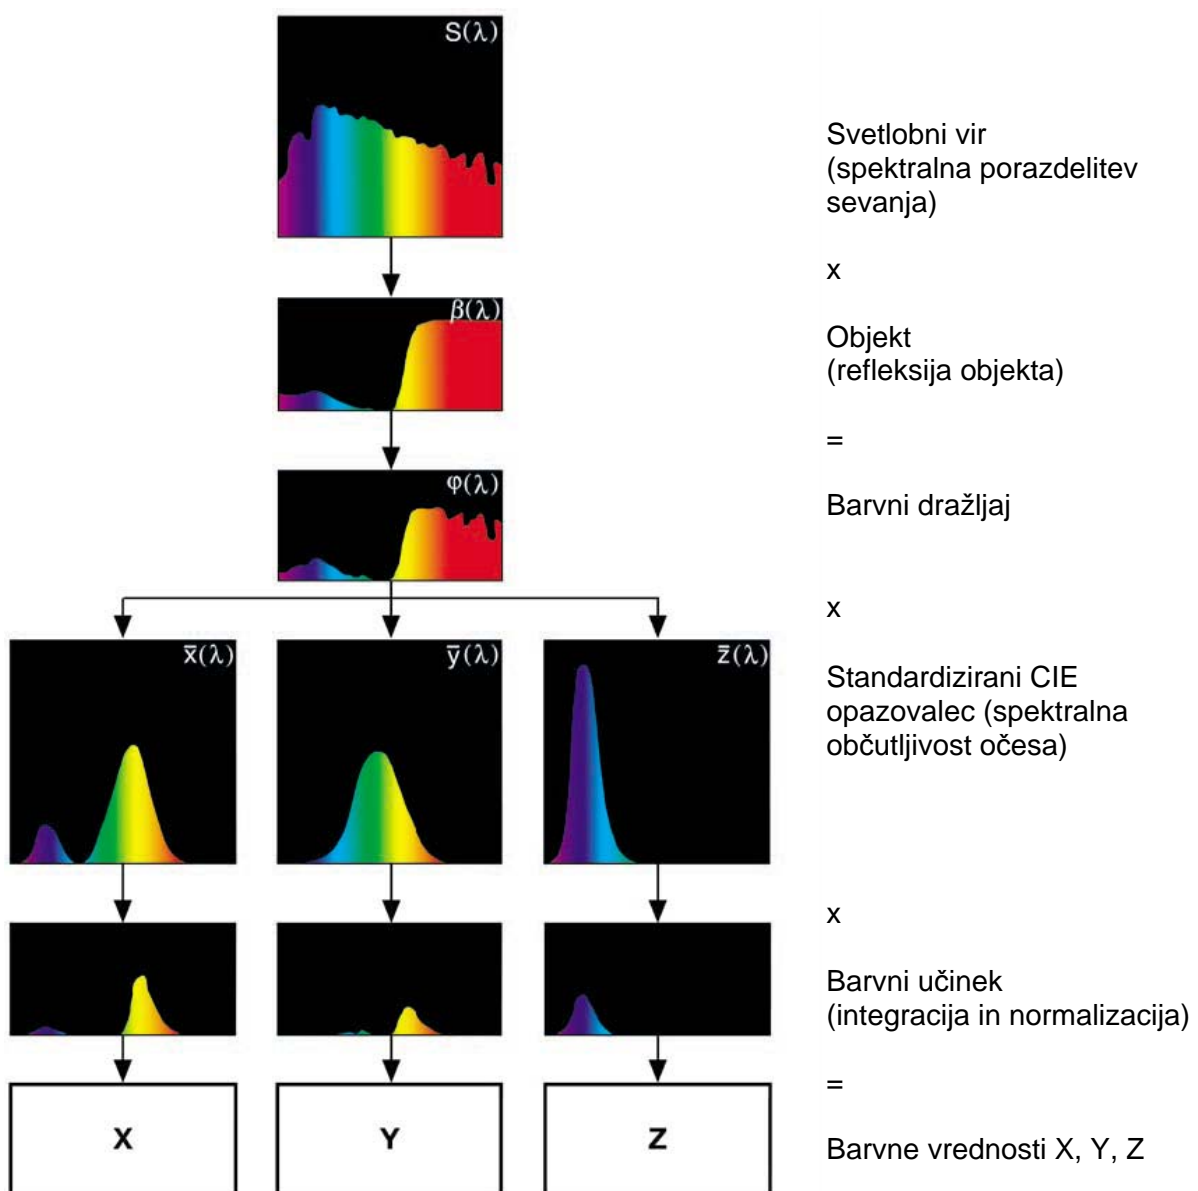 S(λ)
Svetlobni vir
(spektralna porazdelitev
sevanja)
x
β(λ)
Objekt
(refleksija objekta)
=
φ(λ)
Barvni dražljaj
x
x̄(λ)
ȳ(λ)
z̄(λ)
Standardizirani CIE
opazovalec (spektralna
občutljivost očesa)
x
Barvni učinek
(integracija in normalizacija)
=
X
Y
Z
Barvne vrednosti X, Y, Z